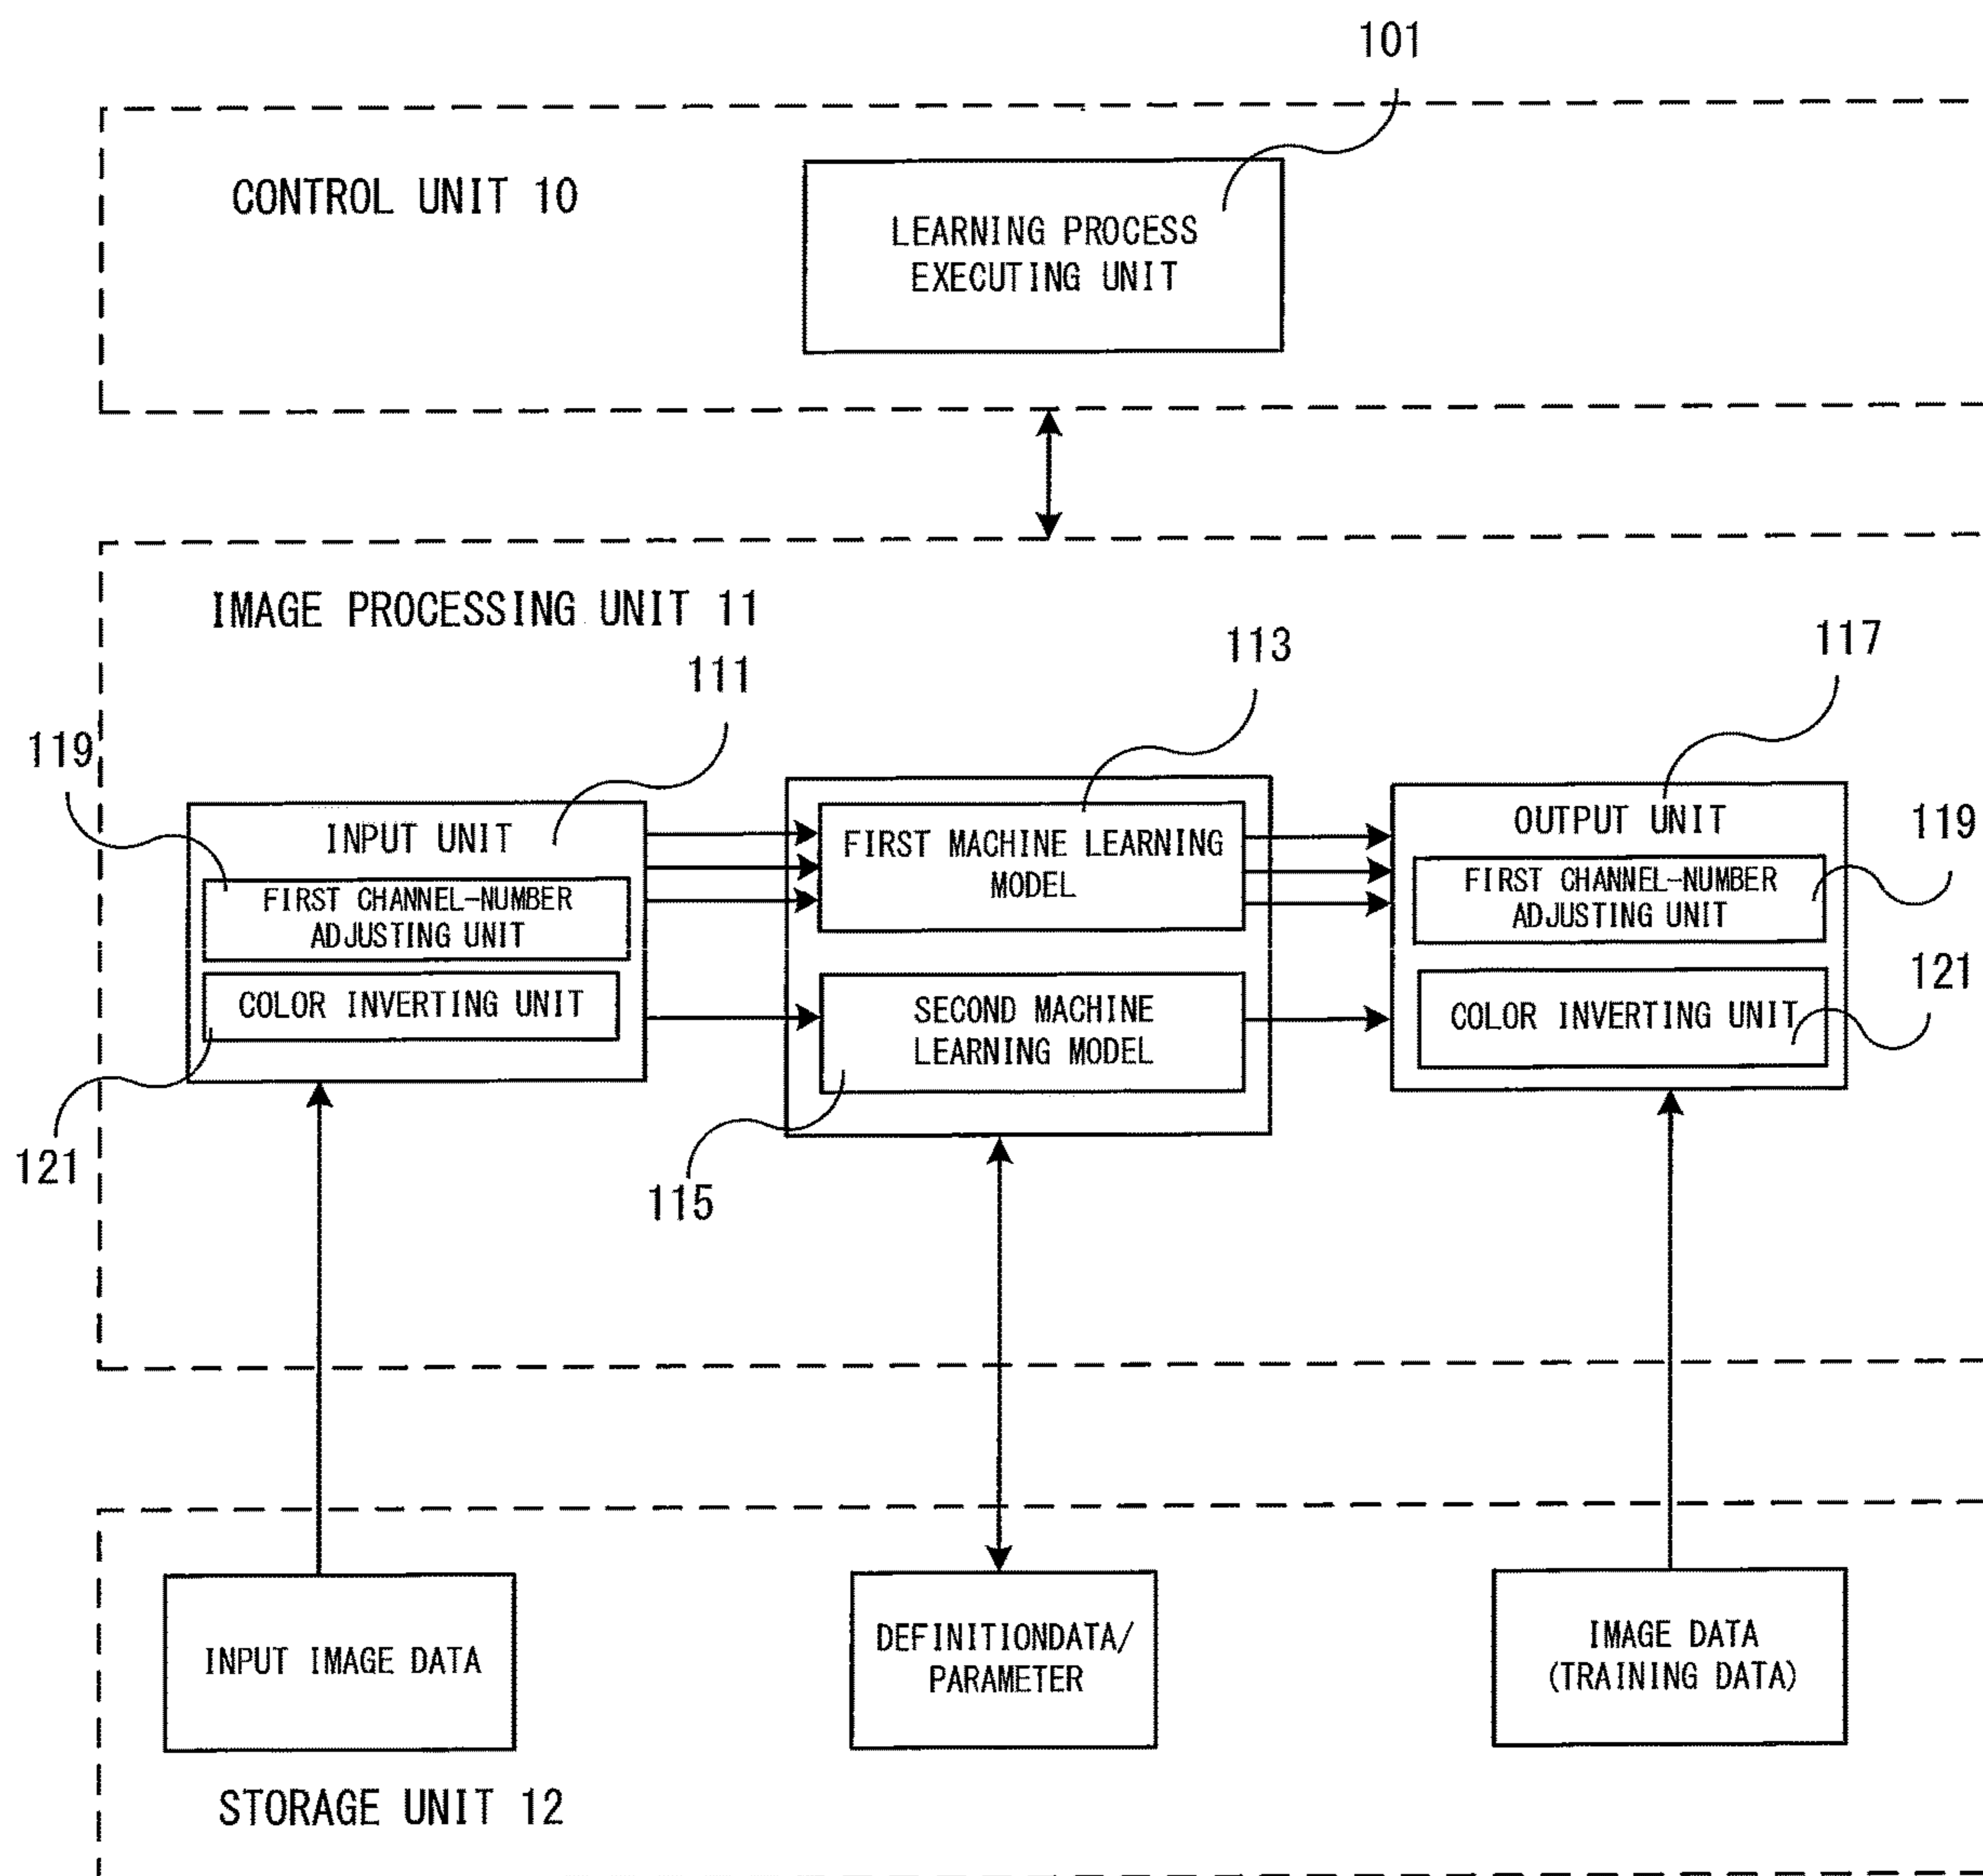 101
CONTROL UNIT 10
LEARNING PROCESS
EXECUTING UNIT
IMAGE PROCESSING UNIT 11
111
113
117
119
INPUT UNIT
FIRST CHANNEL-NUMBER
ADJUSTING UNIT
COLOR INVERTING UNIT
121
FIRST MACHINE LEARNING
MODEL
SECOND MACHINE
LEARNING MODEL
115
OUTPUT UNIT
FIRST CHANNEL-NUMBER
ADJUSTING UNIT
COLOR INVERTING UNIT
119
121
INPUT IMAGE DATA
DEFINITIONDATA/
PARAMETER
IMAGE DATA
(TRAINING DATA)
STORAGE UNIT 12